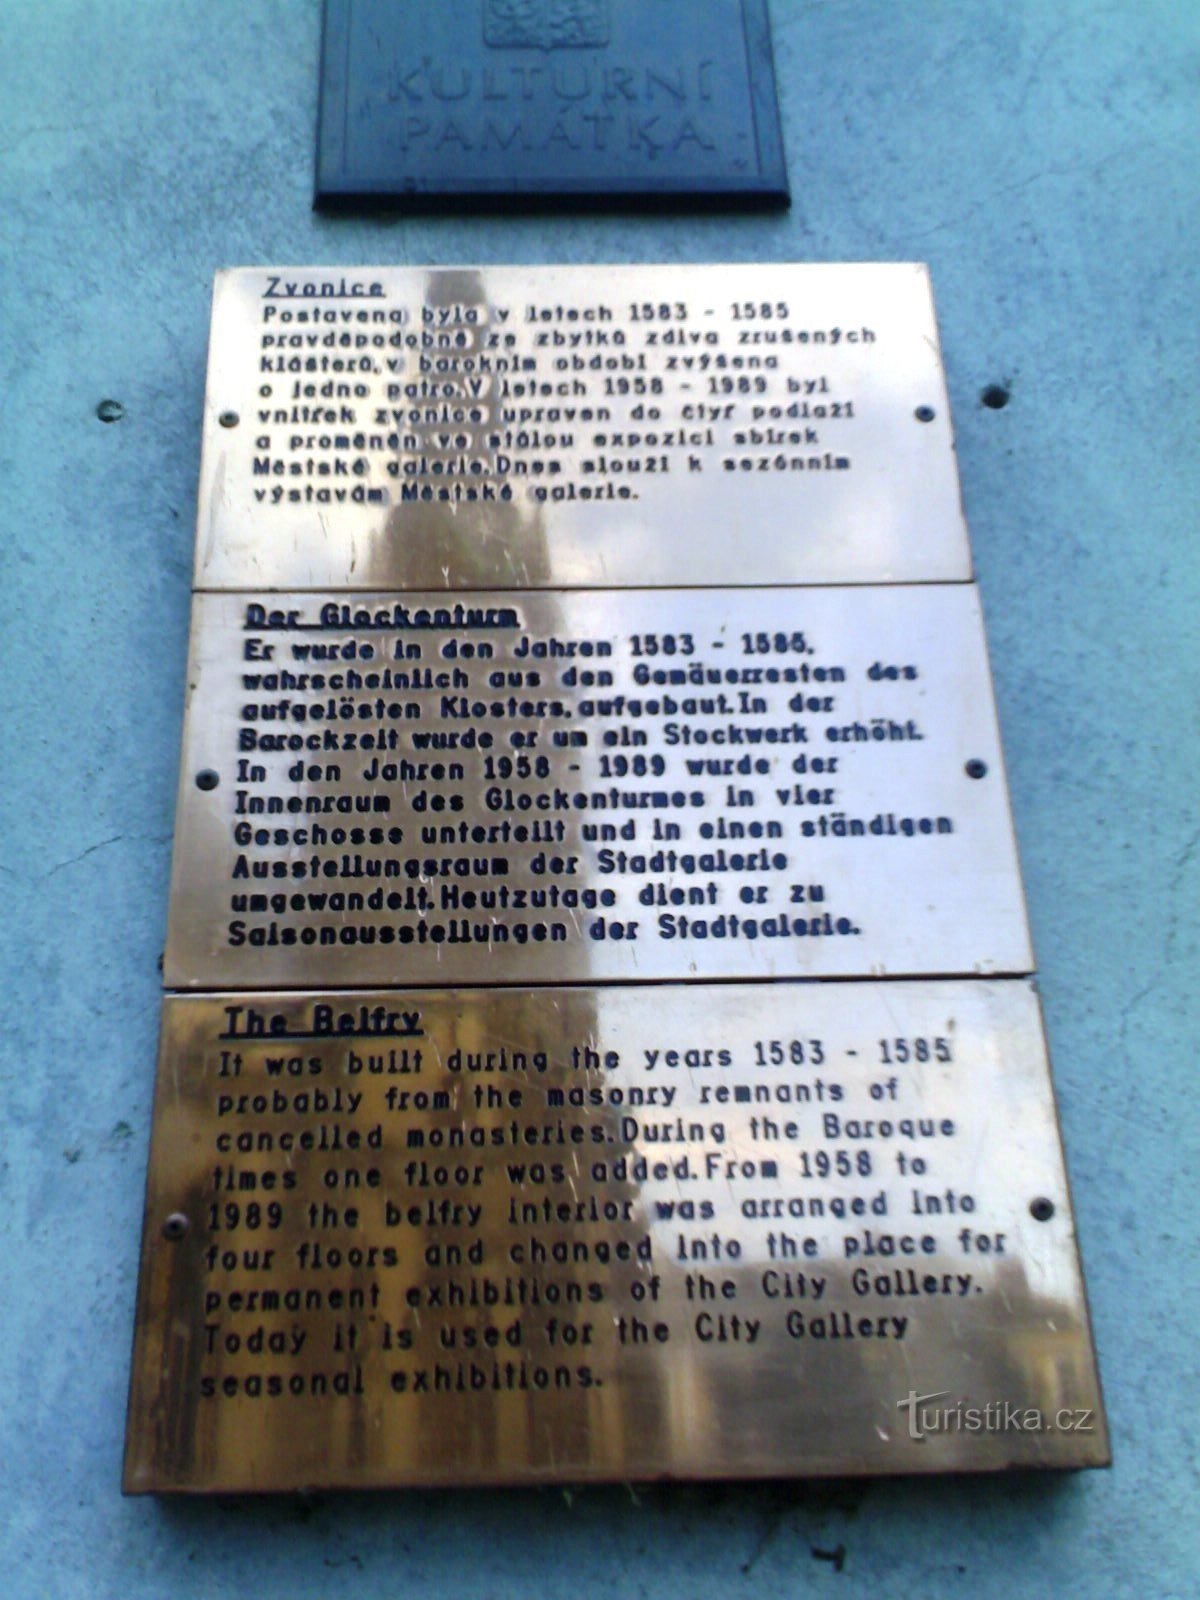 KULTURNÍ
PAMÁTKA
Zvonice
Postavena byla v letech 1583 - 1585
pravděpodobně ze zbytků zdiva zrušených
klášterů, v barokním období zvýšena
o jedno patro. V letech 1958 - 1989 byl
vnitřek zvonice upraven do čtyř podlaží
a proměněn ve stálou expozici sbírek
Městské galerie. Dnes slouží k sezónním
výstavám Městské galerie.
Der Glockenturm
Er wurde in den Jahren 1583 - 1585,
wahrscheinlich aus den Gemäuerresten des
aufgelösten Klosters, aufgebaut. In der
Barockzeit wurde er um ein Stockwerk erhöht.
In den Jahren 1958 - 1989 wurde der
Innenraum des Glockenturmes in vier
Geschosse unterteilt und in einen ständigen
Ausstellungsraum der Stadtgalerie
umgewandelt. Heutzutage dient er zu
Saisonausstellungen der Stadtgalerie.
The Belfry
It was built during the years 1583 - 1585
probably from the masonry remnants of
cancelled monasteries. During the Baroque
times one floor was added. From 1958 to
1989 the belfry interior was arranged into
four floors and changed into the place for
permanent exhibitions of the City Gallery.
Today it is used for the City Gallery
seasonal exhibitions.
Turistika.cz